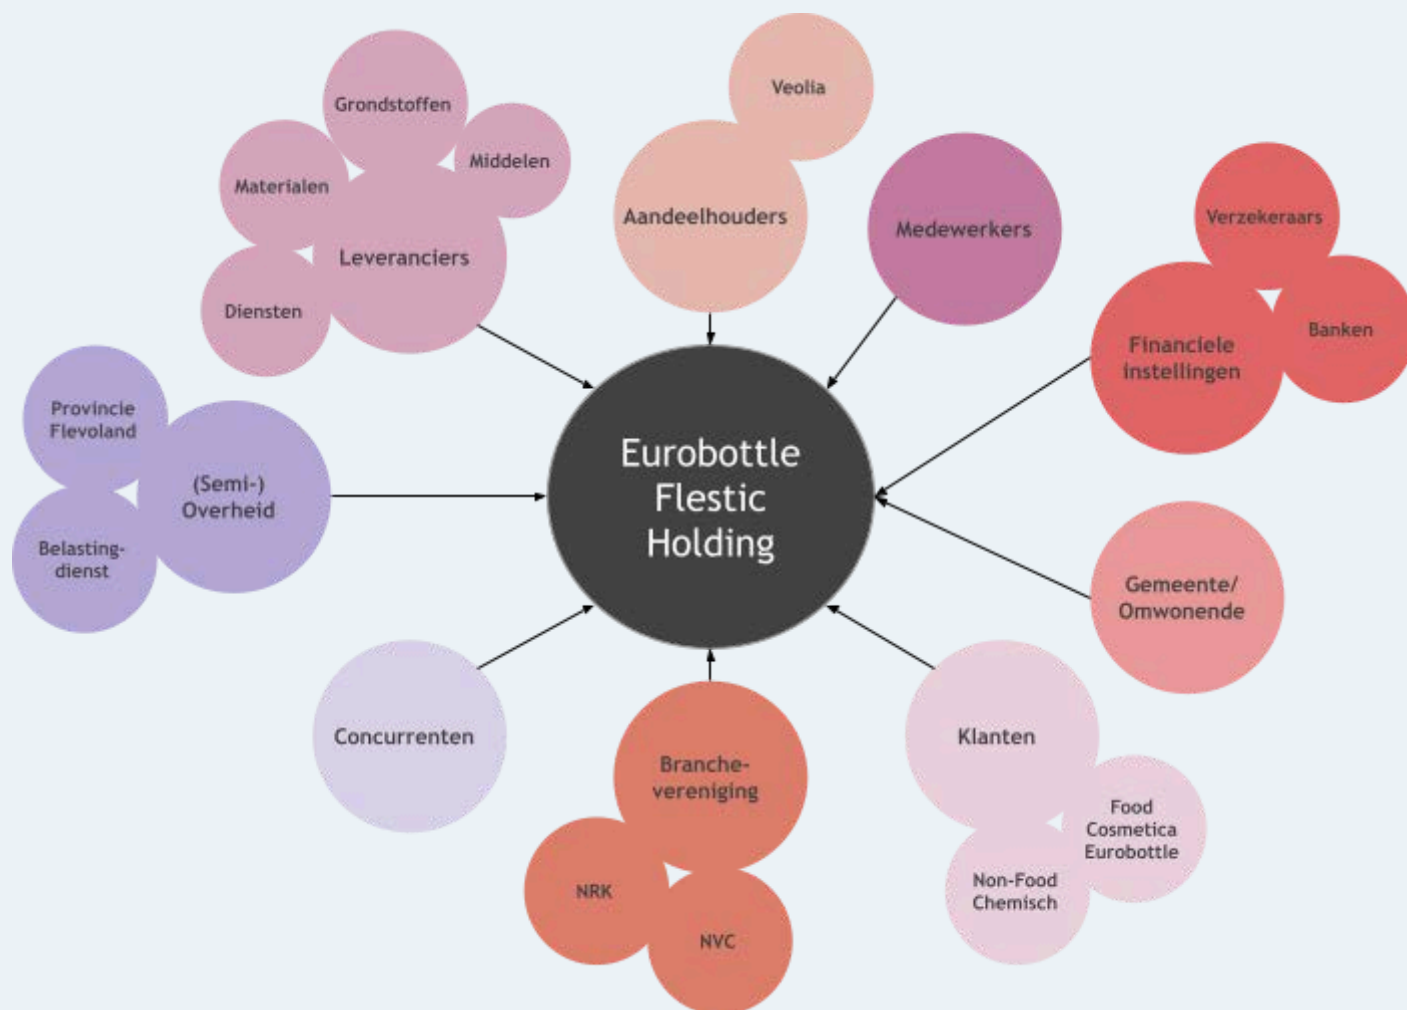 Veolia
Grondstoffen
Middelen
Materialen
Aandeelhouders
Medewerkers
Verzekeraars
Leveranciers
Diensten
Financiele
instellingen
Banken
Provincie
Flevoland
(Semi-)
Overheid
Belasting-
dienst
Eurobottle
Flestic
Holding
Gemeente/
Omwonende
Concurrenten
Branche-
vereniging
Klanten
Food
Cosmetica
Eurobottle
Non-Food
Chemisch
NRK
NVC